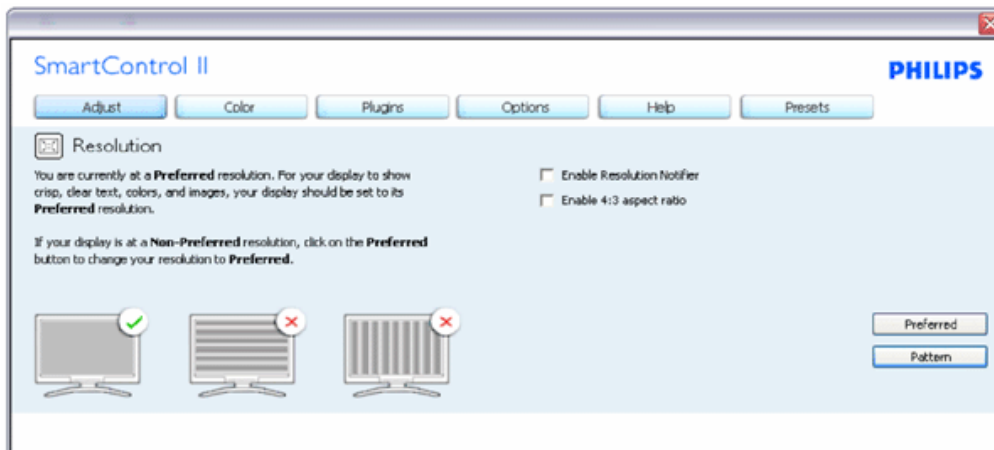 SmartControl II
PHILIPS
Adjust
Color
Plugins
Options
Help
Presets
Resolution
You are currently at a Preferred resolution. For your display to show
crisp, clear text, colors, and images, your display should be set to its
Preferred resolution.
If your display is at a Non-Preferred resolution, click on the Preferred
button to change your resolution to Preferred.
Enable Resolution Notifier
Enable 4:3 aspect ratio
Preferred
Pattern